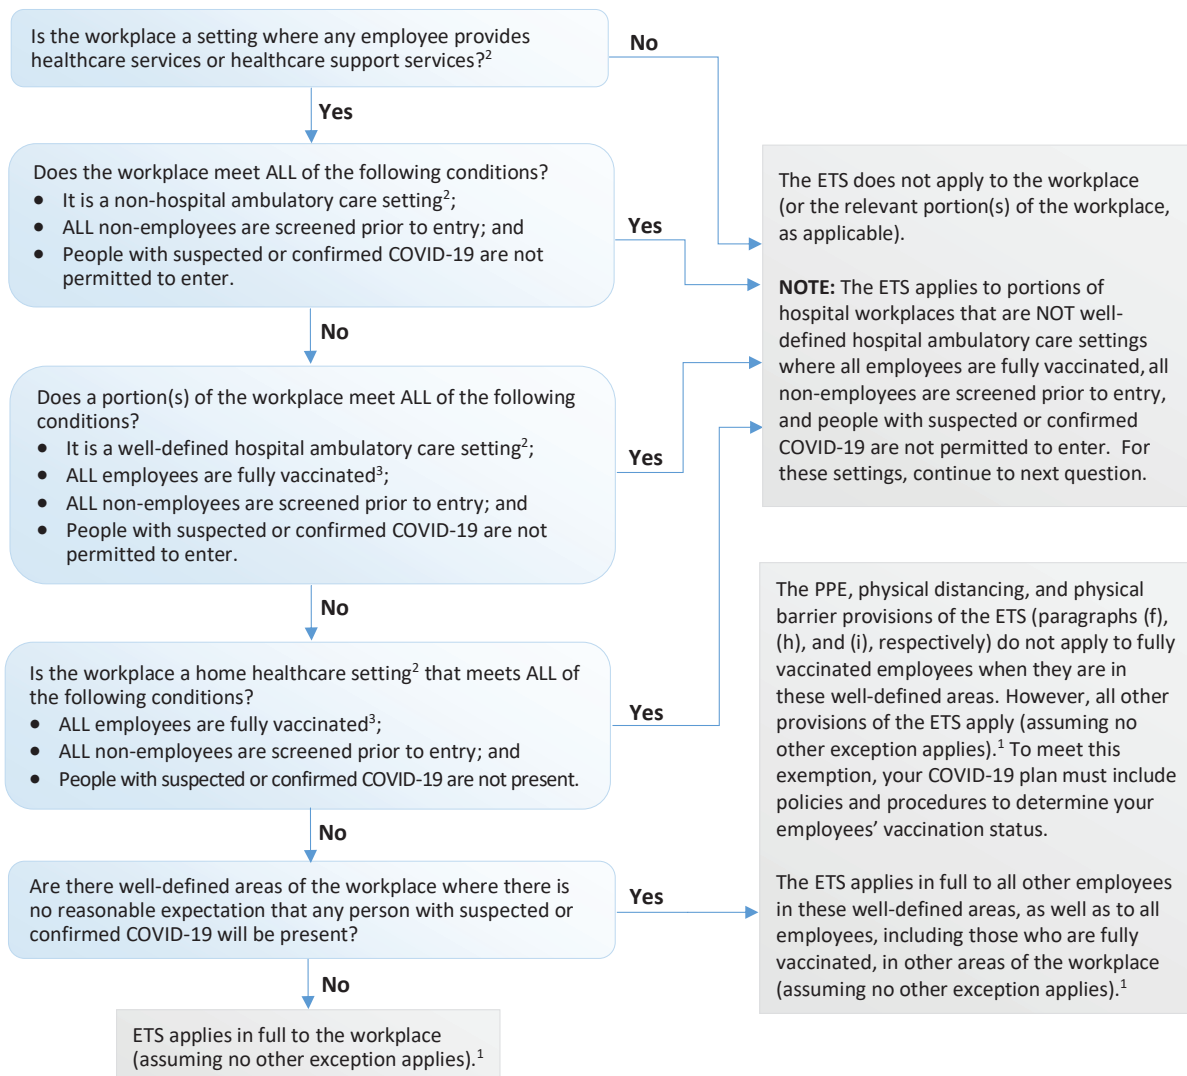 Is the workplace a setting where any employee provides
healthcare services or healthcare support services?2
No
Yes
Does the workplace meet ALL of the following conditions?
• It is a non-hospital ambulatory care setting2;
• ALL non-employees are screened prior to entry; and
• People with suspected or confirmed COVID-19 are not
permitted to enter.
Yes
No
The ETS does not apply to the workplace
(or the relevant portion(s) of the workplace,
as applicable).
NOTE: The ETS applies to portions of
hospital workplaces that are NOT well-
defined hospital ambulatory care settings
where all employees are fully vaccinated, all
non-employees are screened prior to entry,
and people with suspected or confirmed
COVID-19 are not permitted to enter. For
these settings, continue to next question.
Does a portion(s) of the workplace meet ALL of the following
conditions?
• It is a well-defined hospital ambulatory care setting2;
• ALL employees are fully vaccinated3;
• ALL non-employees are screened prior to entry; and
• People with suspected or confirmed COVID-19 are not
permitted to enter.
Yes
No
Is the workplace a home healthcare setting2 that meets ALL of
the following conditions?
• ALL employees are fully vaccinated3;
• ALL non-employees are screened prior to entry; and
• People with suspected or confirmed COVID-19 are not present.
Yes
No
Are there well-defined areas of the workplace where there is
no reasonable expectation that any person with suspected or
confirmed COVID-19 will be present?
Yes
No
The PPE, physical distancing, and physical
barrier provisions of the ETS (paragraphs (f),
(h), and (i), respectively) do not apply to fully
vaccinated employees when they are in
these well-defined areas. However, all other
provisions of the ETS apply (assuming no
other exception applies).1 To meet this
exemption, your COVID-19 plan must include
policies and procedures to determine your
employees’ vaccination status.
The ETS applies in full to all other employees
in these well-defined areas, as well as to all
employees, including those who are fully
vaccinated, in other areas of the workplace
(assuming no other exception applies).1
ETS applies in full to the workplace
(assuming no other exception applies).1